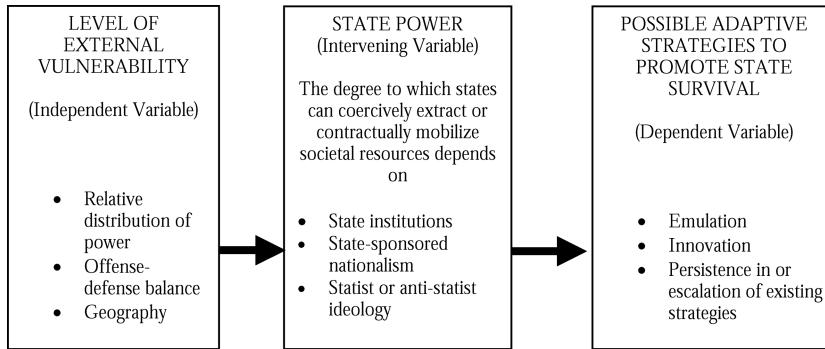 LEVEL OF
EXTERNAL
VULNERABILITY
(Independent Variable)
• Relative
distribution of
power
• Offense-
defense balance
• Geography
STATE POWER
(Intervening Variable)
The degree to which states
can coercively extract or
contractually mobilize
societal resources depends
on
• State institutions
• State-sponsored
nationalism
• Statist or anti-statist
ideology
POSSIBLE ADAPTIVE
STRATEGIES TO
PROMOTE STATE
SURVIVAL
(Dependent Variable)
• Emulation
• Innovation
• Persistence in or
escalation of existing
strategies